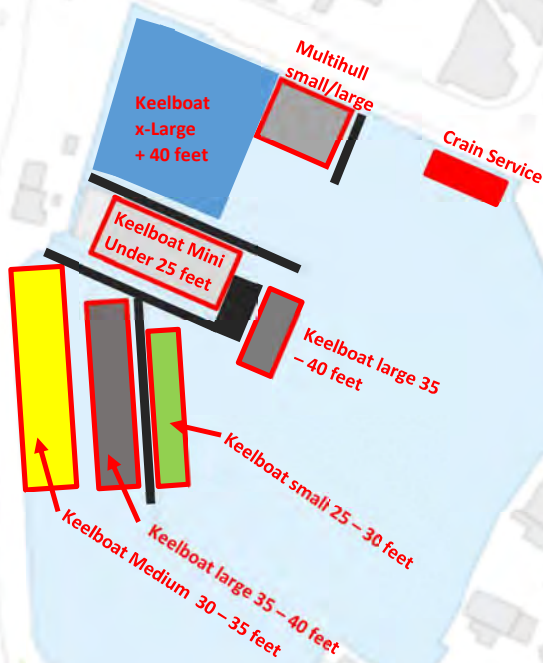 Multihull
small/large
Keelboat
x-Large
+ 40 feet
Crain Service
Keelboat Mini
Under 25 feet
Keelboat large 35
– 40 feet
Keelboat small 25 – 30 feet
Keelboat large 35 – 40 feet
Keelboat Medium  30 – 35 feet